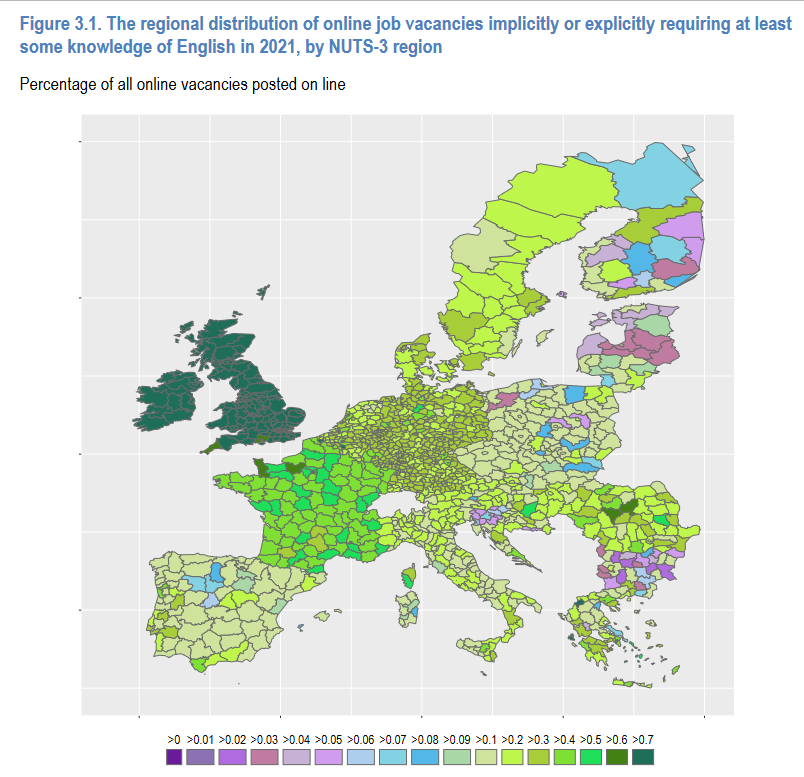 Figure 3.1. The regional distribution of online job vacancies implicitly or explicitly requiring at least
some knowledge of English in 2021, by NUTS-3 region
Percentage of all online vacancies posted on line
>0 >0.01 >0.02 >0.03 >0.04 >0.05 >0.06 >0.07 >0.08 >0.09 >0.1 >0.2 >0.3 >0.4 >0.5 >0.6 >0.7